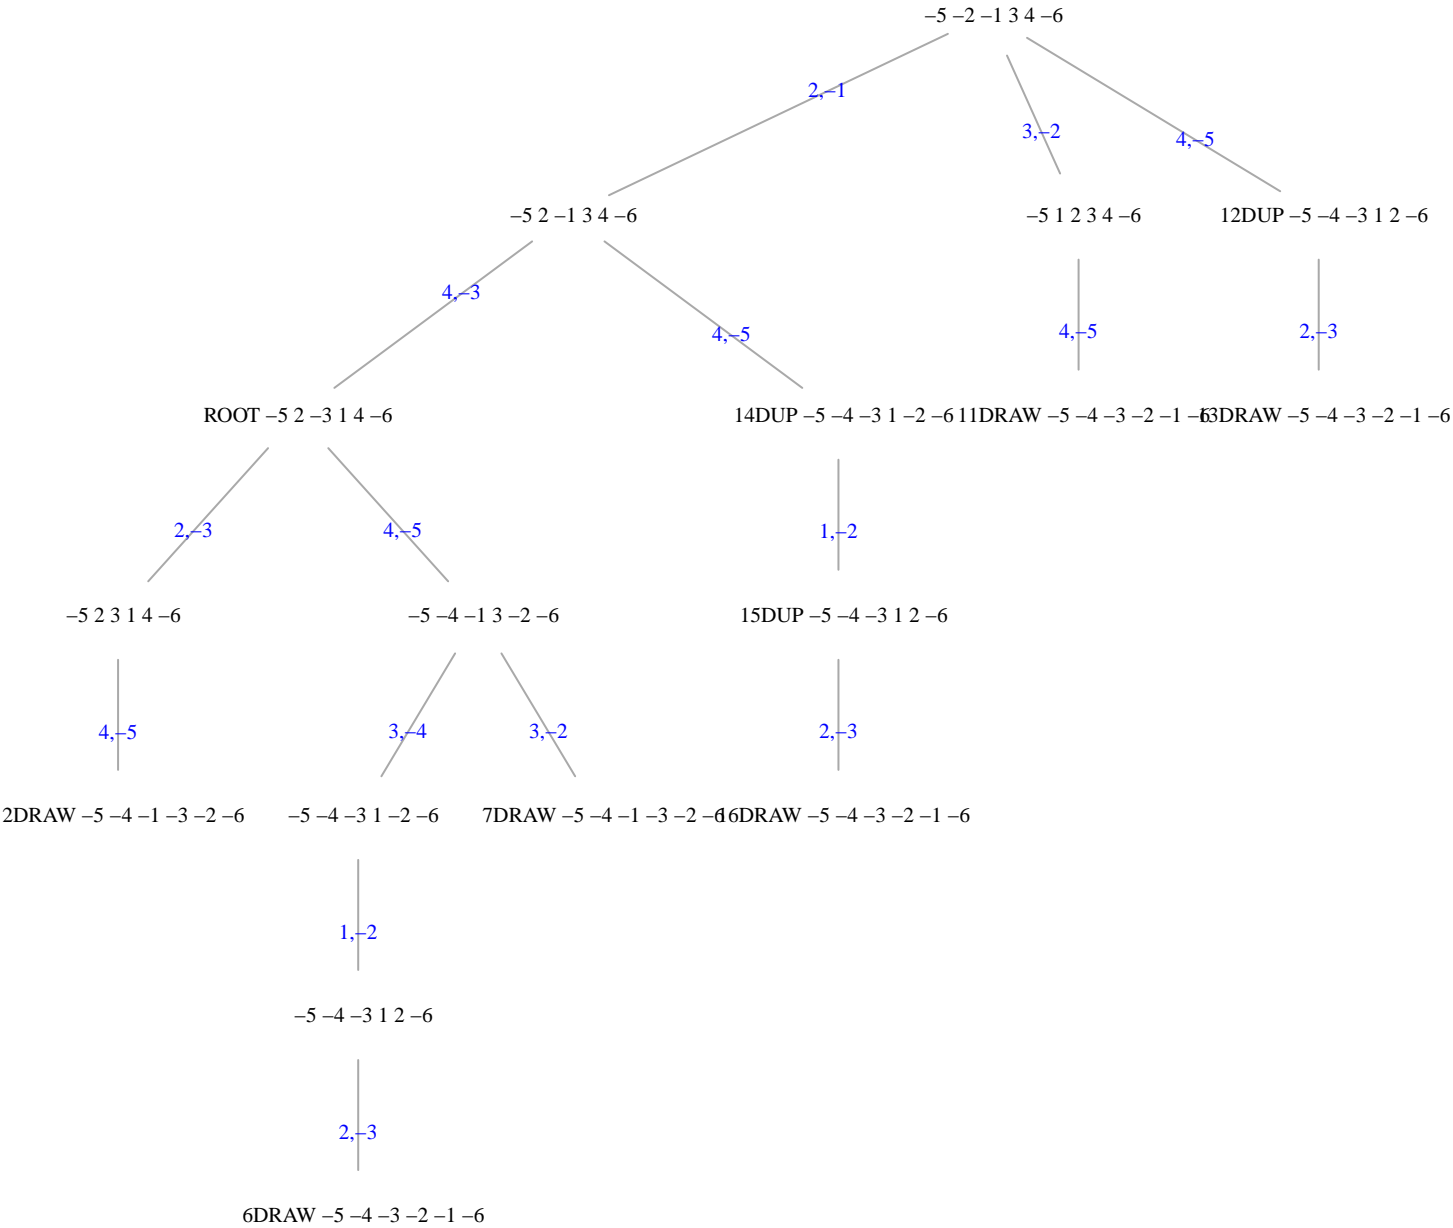 –5 –2 –1 3 4 –6
2,–1
3,–2
4,–5
–5 2 –1 3 4 –6
–5 1 2 3 4 –6
12DUP –5 –4 –3 1 2 –6
4,–3
4,–5
4,–5
2,–3
ROOT –5 2 –3 1 4 –6
14DUP –5 –4 –3 1 –2 –6
11DRAW –5 –4 –3 –2 –1 –6
13DRAW –5 –4 –3 –2 –1 –6
2,–3
4,–5
1,–2
–5 2 3 1 4 –6
–5 –4 –1 3 –2 –6
15DUP –5 –4 –3 1 2 –6
4,–5
3,–4
3,–2
2,–3
2DRAW –5 –4 –1 –3 –2 –6
–5 –4 –3 1 –2 –6
7DRAW –5 –4 –1 –3 –2 –6
16DRAW –5 –4 –3 –2 –1 –6
1,–2
–5 –4 –3 1 2 –6
2,–3
6DRAW –5 –4 –3 –2 –1 –6